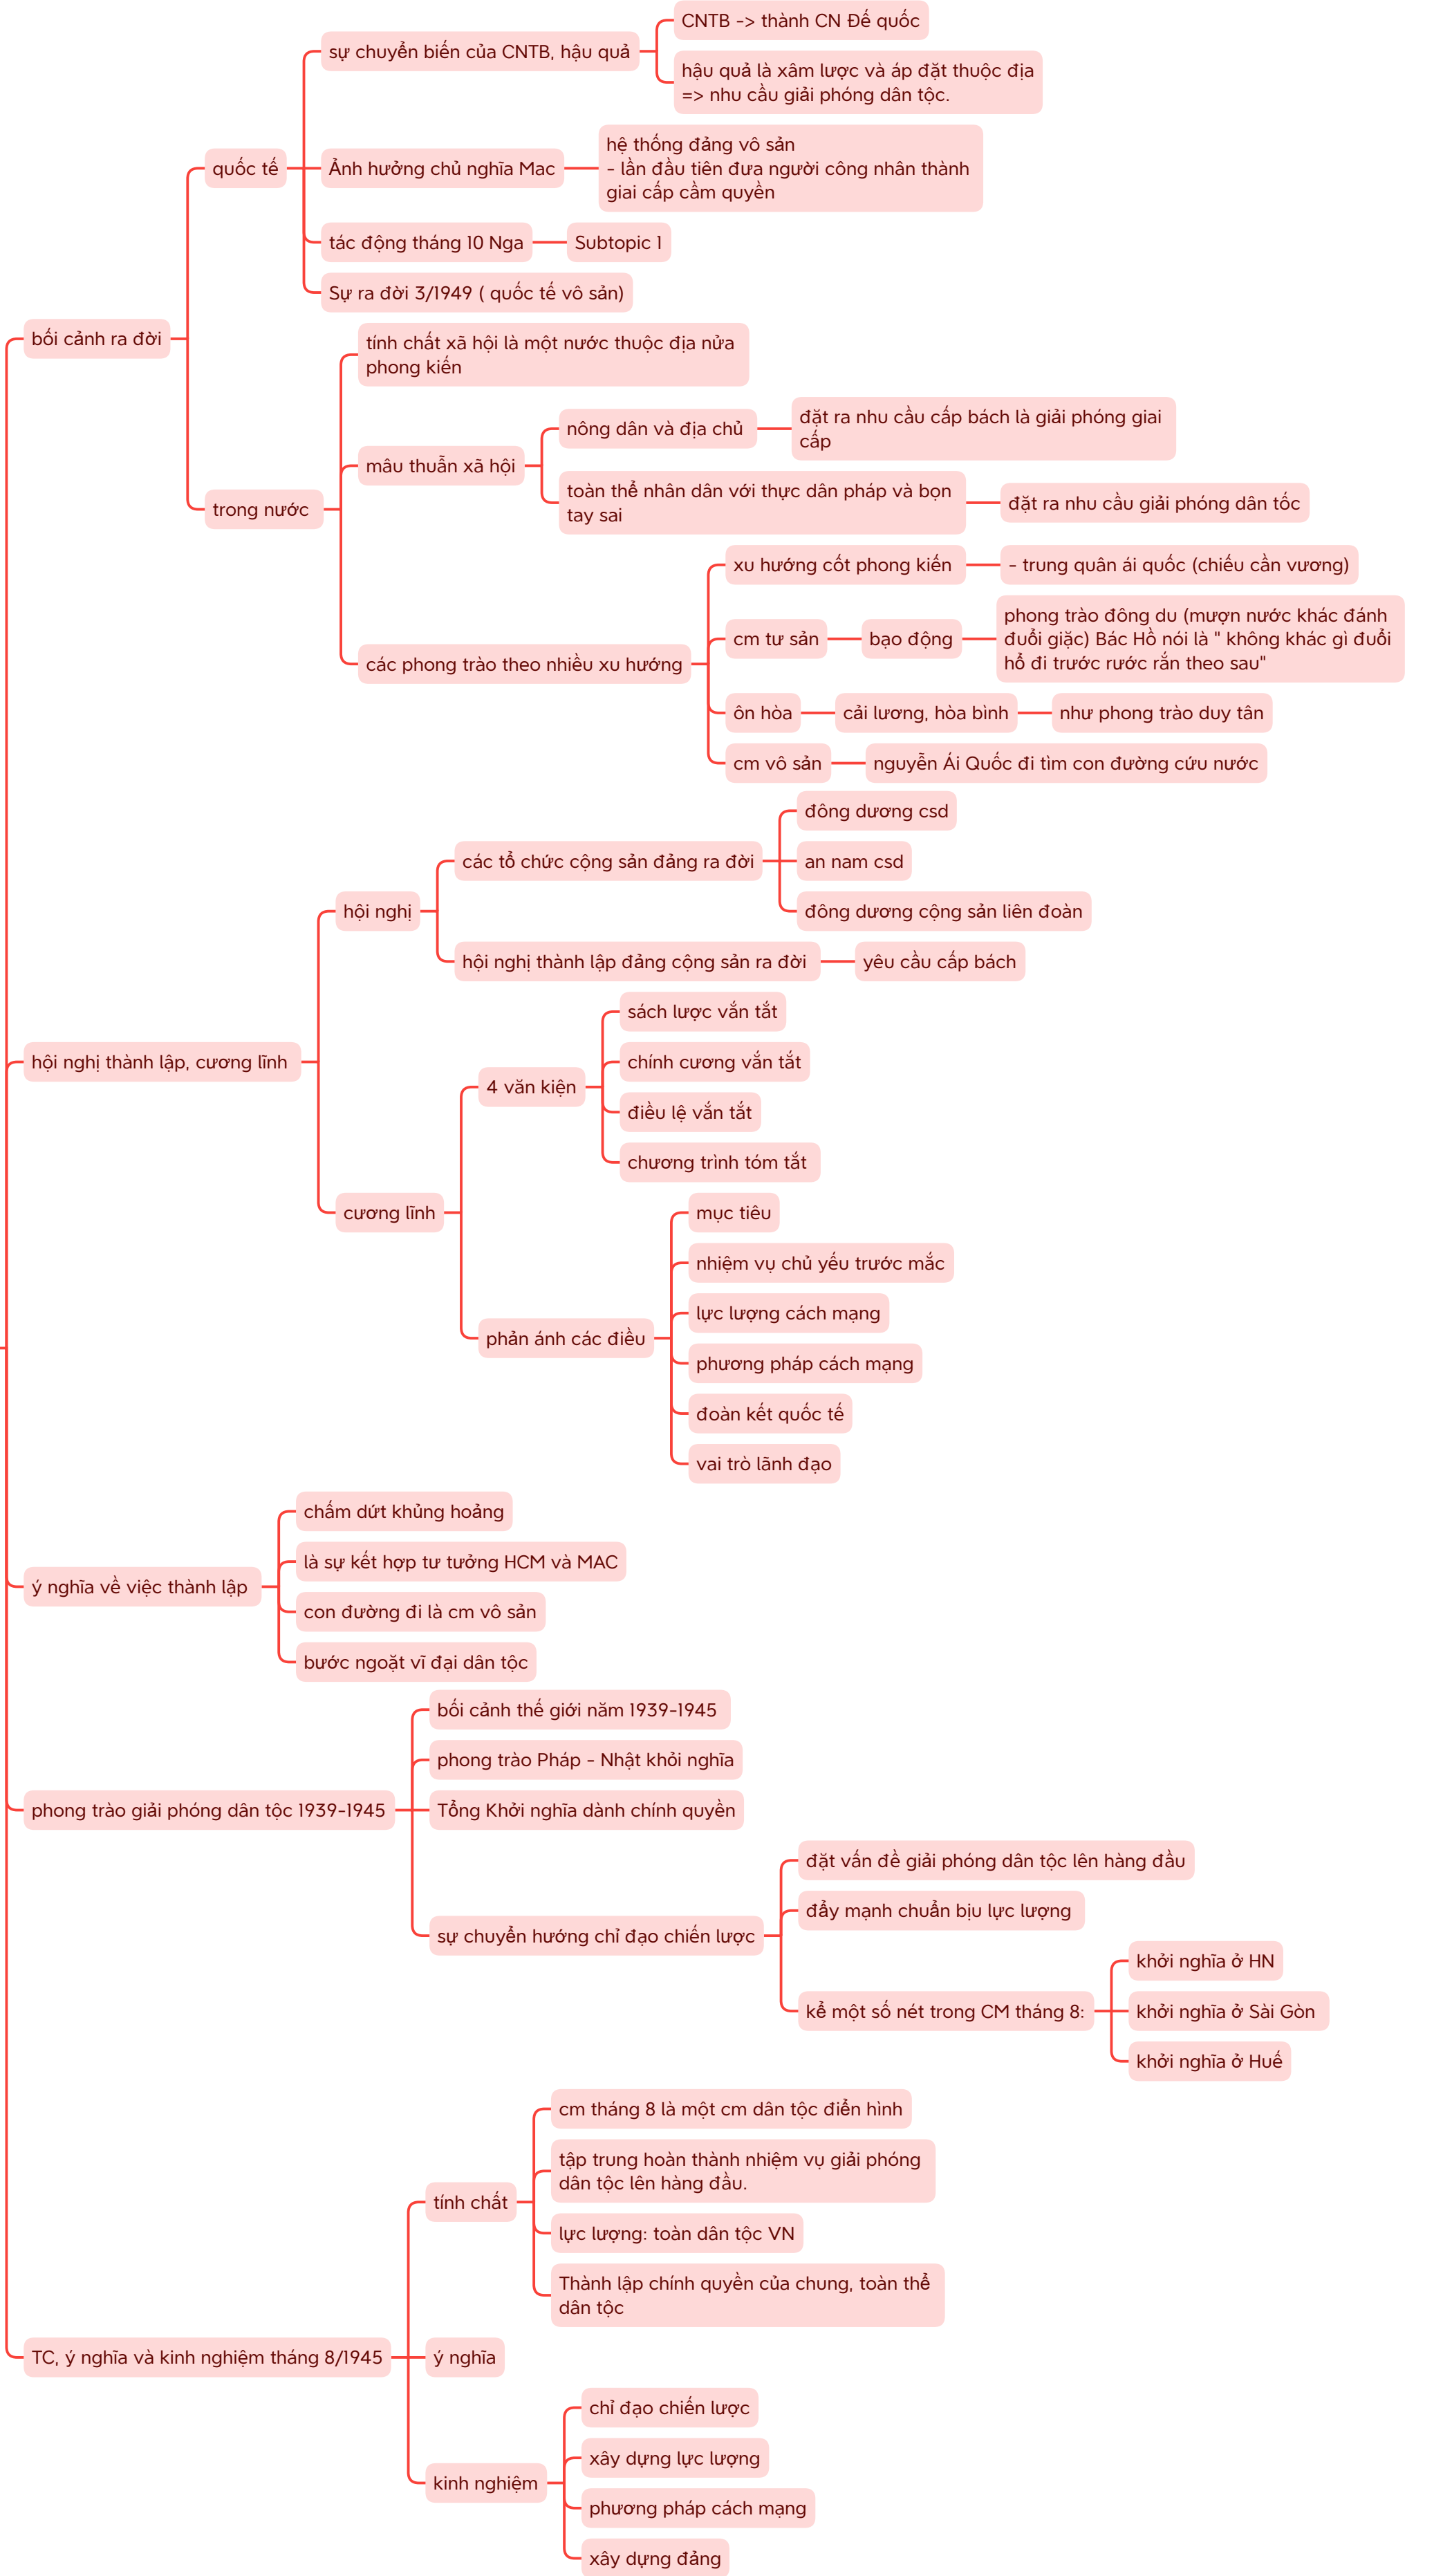 CNTB -> thành CN Đế quốc
sự chuyển biến của CNTB, hậu quả
hậu quả là xâm lược và áp đặt thuộc địa
=> nhu cầu giải phóng dân tộc.
hệ thống đảng vô sản
quốc tế
Ảnh hưởng chủ nghĩa Mac
- lần đầu tiên đưa người công nhân thành
giai cấp cầm quyền
tác động tháng 10 Nga
Subtopic 1
Sự ra đời 3/1949 ( quốc tế vô sản)
bối cảnh ra đời
tính chất xã hội là một nước thuộc địa nửa
phong kiến
nông dân và địa chủ
đặt ra nhu cầu cấp bách là giải phóng giai
cấp
mâu thuẫn xã hội
toàn thể nhân dân với thực dân pháp và bọn
tay sai
đặt ra nhu cầu giải phóng dân tốc
trong nước
xu hướng cốt phong kiến
- trung quân ái quốc (chiếu cần vương)
cm tư sản
bạo động
phong trào đông du (mượn nước khác đánh
đuổi giặc) Bác Hồ nói là " không khác gì đuổi
hổ đi trước rước rắn theo sau"
các phong trào theo nhiều xu hướng
ôn hòa
cải lương, hòa bình
như phong trào duy tân
cm vô sản
nguyễn Ái Quốc đi tìm con đường cứu nước
đông dương csd
các tổ chức cộng sản đảng ra đời
an nam csd
hội nghị
đông dương cộng sản liên đoàn
hội nghị thành lập đảng cộng sản ra đời
yêu cầu cấp bách
hội nghị thành lập, cương lĩnh
sách lược vắn tắt
chính cương vắn tắt
4 văn kiện
điều lệ vắn tắt
chương trình tóm tắt
cương lĩnh
mục tiêu
nhiệm vụ chủ yếu trước mắc
lực lượng cách mạng
phản ánh các điều
phương pháp cách mạng
đoàn kết quốc tế
vai trò lãnh đạo
chấm dứt khủng hoảng
là sự kết hợp tư tưởng HCM và MAC
ý nghĩa về việc thành lập
con đường đi là cm vô sản
bước ngoặt vĩ đại dân tộc
bối cảnh thế giới năm 1939-1945
phong trào Pháp - Nhật khỏi nghĩa
phong trào giải phóng dân tộc 1939-1945
Tổng Khởi nghĩa dành chính quyền
đặt vấn đề giải phóng dân tộc lên hàng đầu
đẩy mạnh chuẩn bịu lực lượng
sự chuyển hướng chỉ đạo chiến lược
khởi nghĩa ở HN
kể một số nét trong CM tháng 8:
khởi nghĩa ở Sài Gòn
khởi nghĩa ở Huế
cm tháng 8 là một cm dân tộc điển hình
tập trung hoàn thành nhiệm vụ giải phóng
dân tộc lên hàng đầu.
tính chất
lực lượng: toàn dân tộc VN
Thành lập chính quyền của chung, toàn thể
dân tộc
TC, ý nghĩa và kinh nghiệm tháng 8/1945
ý nghĩa
chỉ đạo chiến lược
xây dựng lực lượng
kinh nghiệm
phương pháp cách mạng
xây dựng đảng